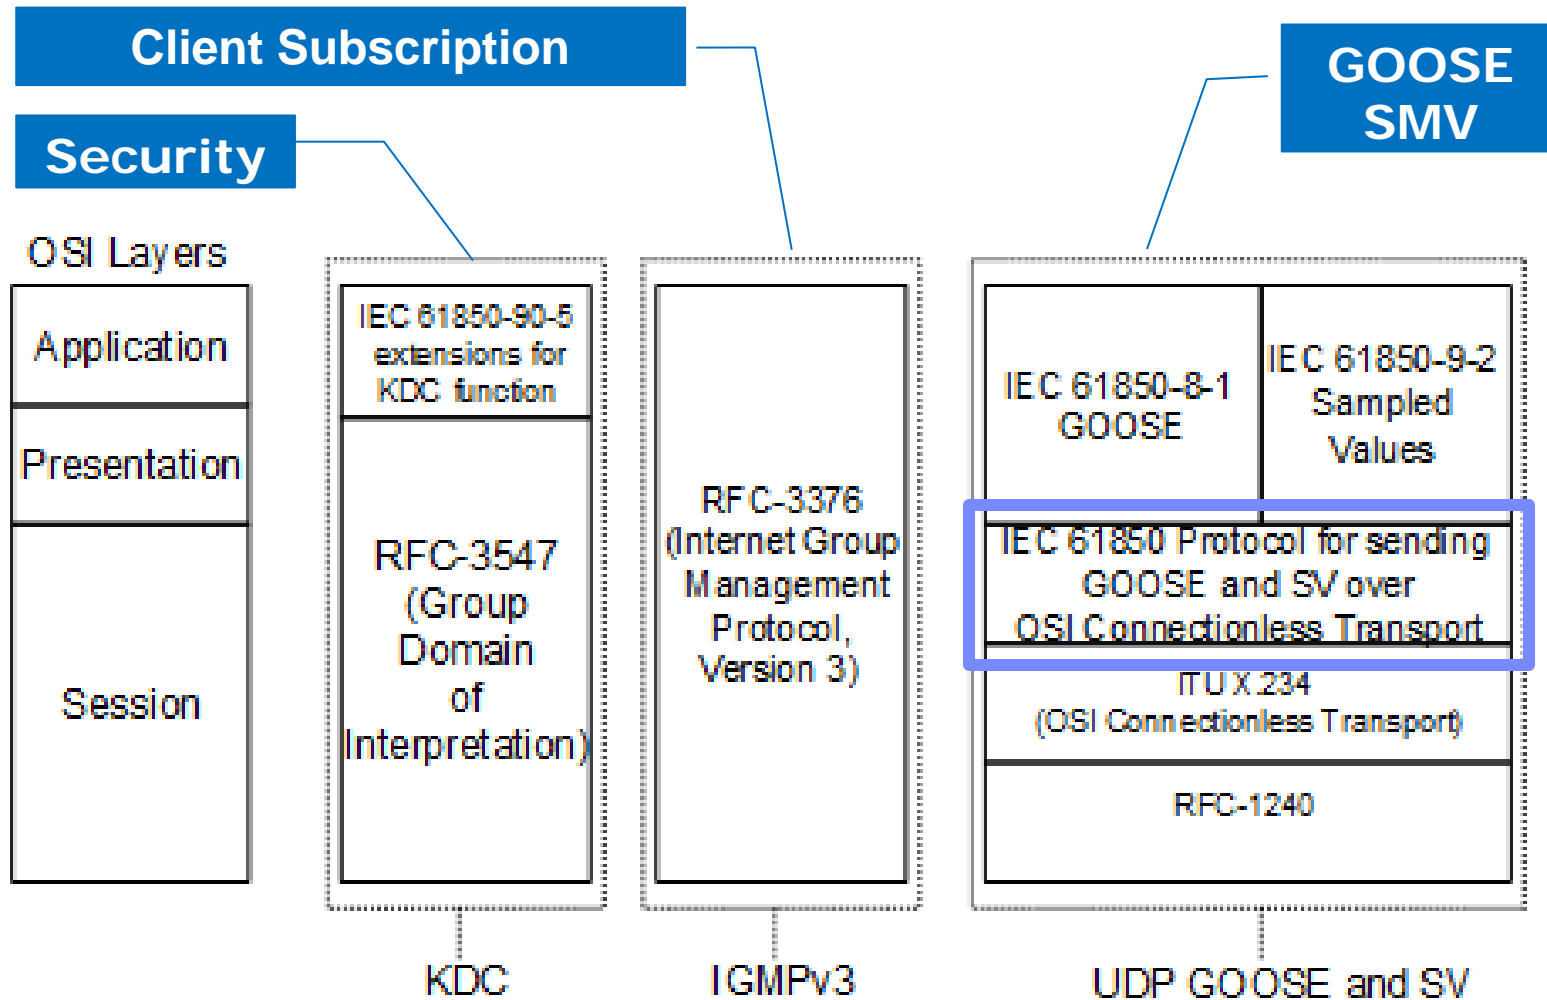 Client Subscription
GOOSE
SMV
Security
OSI Layers
Application
Presentation
Session
IEC 61850-90-5
extensions for
KDC function
RFC-3547
(Group
Domain
of
Interpretation)
RFC-3376
(Internet Group
Management
Protocol,
Version 3)
IEC 61850-8-1
GOOSE
IEC 61850-9-2
Sampled
Values
IEC 61850 Protocol for sending
GOOSE and SV over
OSI Connectionless Transport
ITU X.234
(OSI Connectionless Transport)
RFC-1240
KDC
IGMPv3
UDP GOOSE and SV